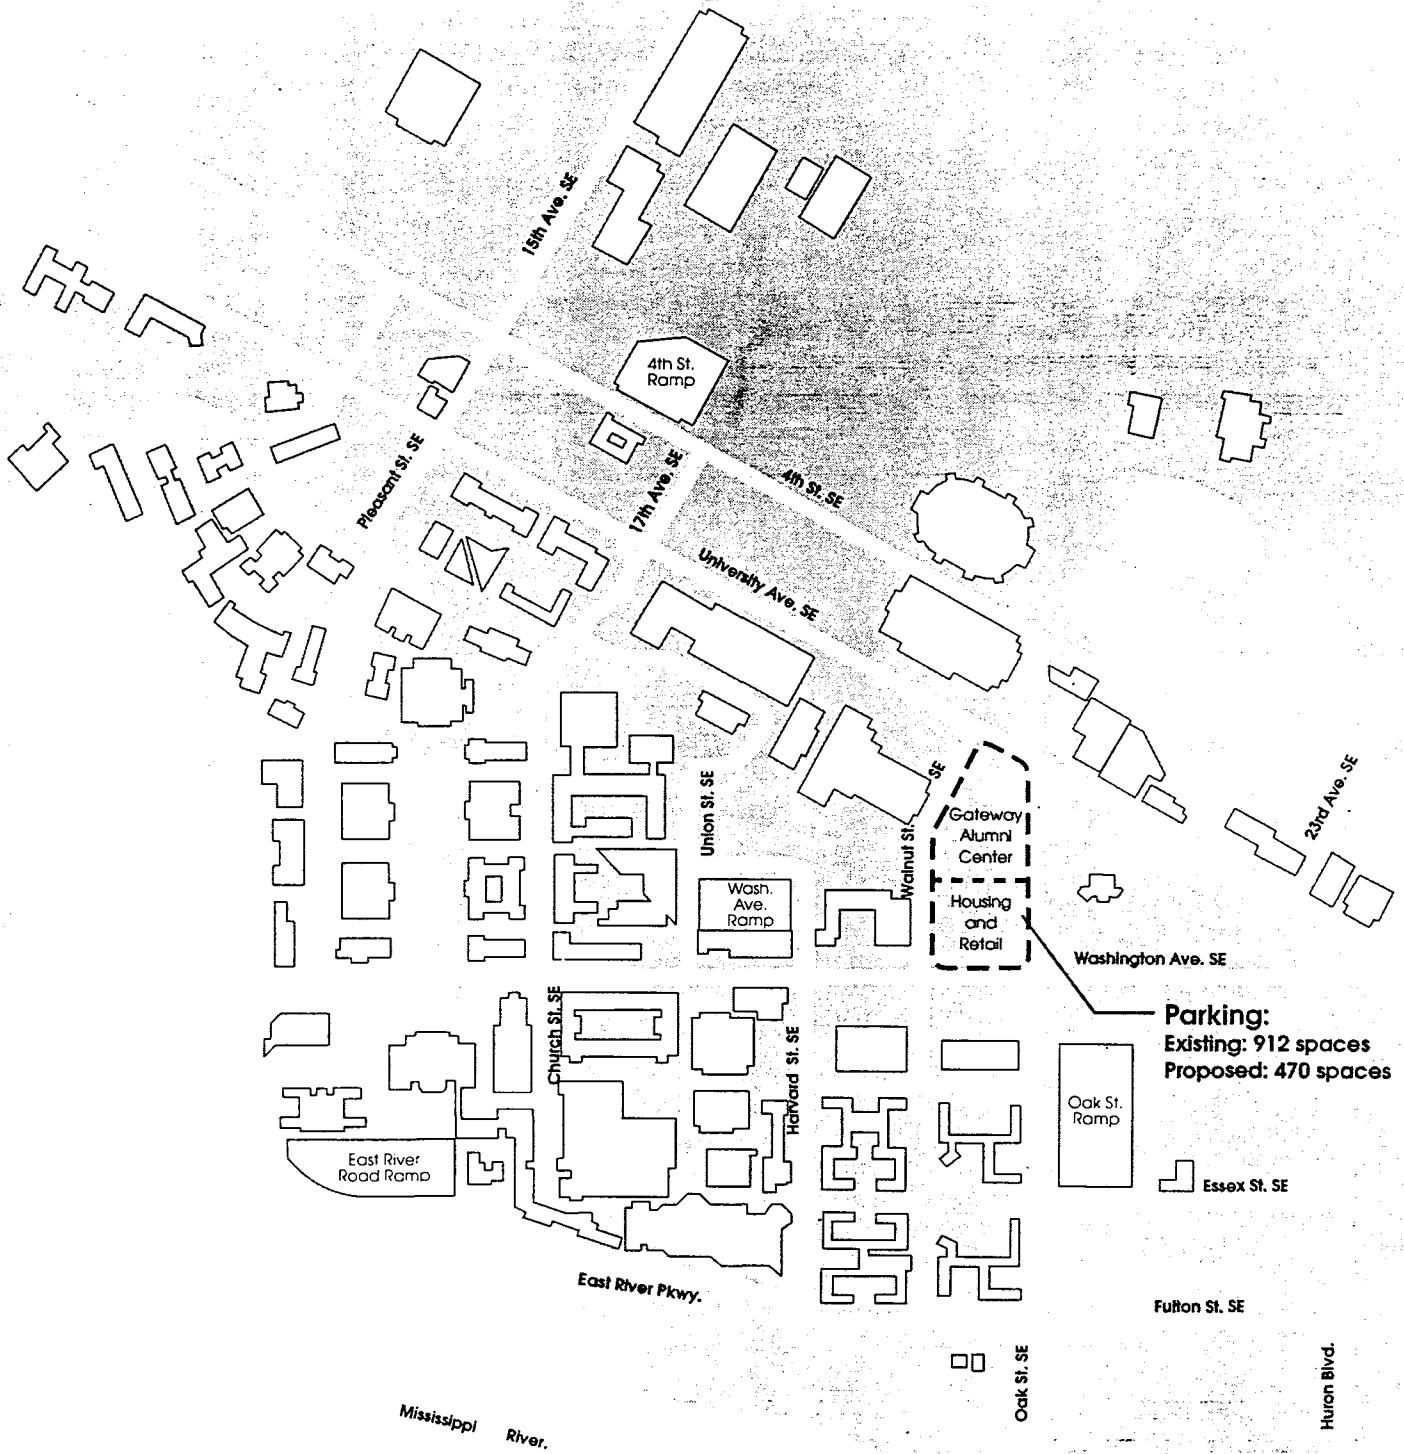 15th Ave. SE
4th St.
Ramp
Pleasant St. SE
17th Ave. SE
4th St. SE
University Ave. SE
23rd Ave. SE
Union St. SE
Walnut St. SE
Gateway
Alumni
Center
Wash.
Ave.
Ramp
Housing
and
Retail
Washington Ave. SE
Parking:
Existing: 912 spaces
Proposed: 470 spaces
Church St. SE
Harvard St. SE
Oak St.
Ramp
East River
Road Ramp
Essex St. SE
East River Pkwy.
Fulton St. SE
Oak St. SE
Huron Blvd.
Mississippi River.